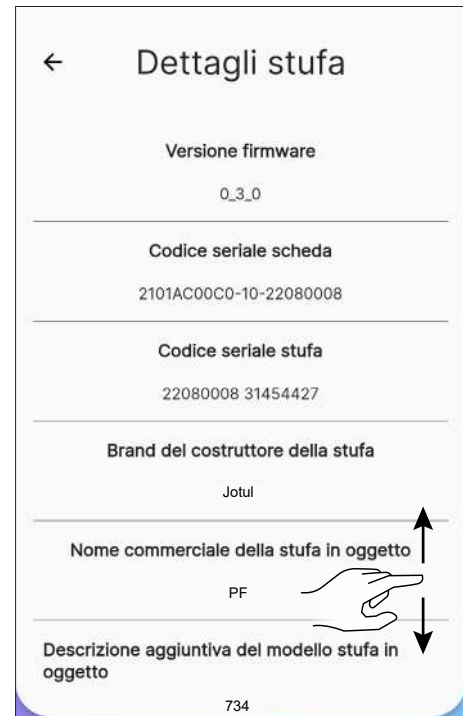 Dettagli stufa
Versione firmware
0_3_0
Codice seriale scheda
2101AC00C0-10-22080008
Codice seriale stufa
22080008 31454427
Brand del costruttore della stufa
Jotul
Nome commerciale della stufa in oggetto
PF
Descrizione aggiuntiva del modello stufa in
oggetto
734